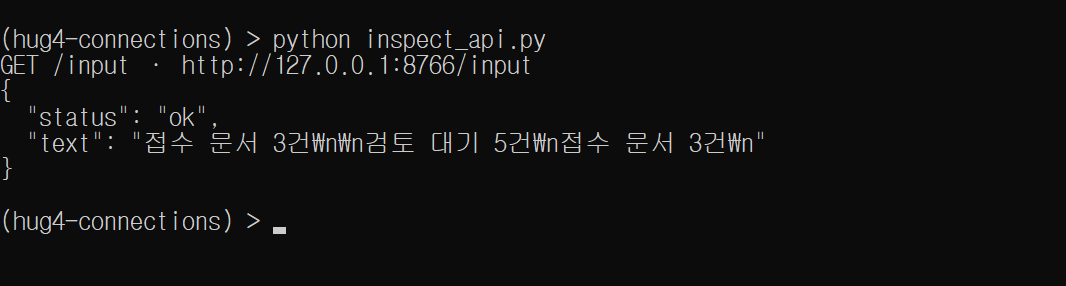 (hug4-connections) > python inspect_api.py
GET /input · http://127.0.0.1:8766/input
{
  "status": "ok",
  "text": "접수 문서 3건₩n₩n검토 대기 5건₩n접수 문서 3건₩n"
}
(hug4-connections) >